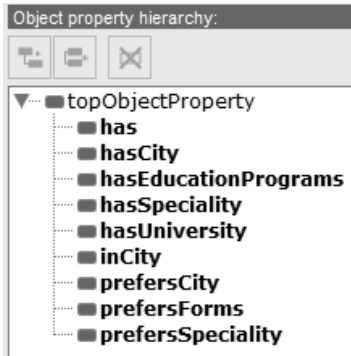 Object property hierarchy:
topObjectProperty
has
hasCity
hasEducationPrograms
hasSpeciality
hasUniversity
inCity
prefersCity
prefersForms
prefersSpeciality